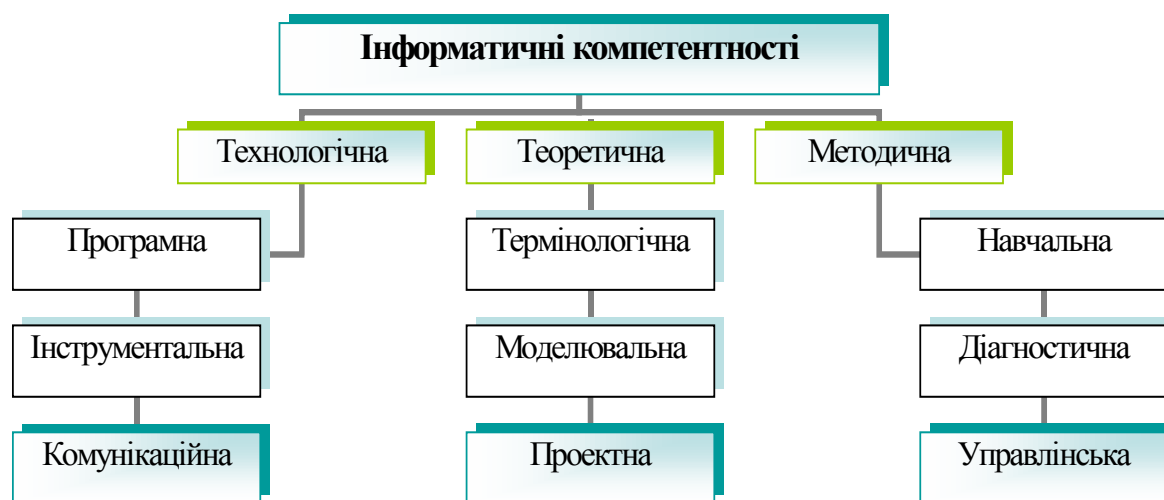 Інформатичні компетентності
Технологічна
Теоретична
Методична
Програмна
Термінологічна
Навчальна
Інструментальна
Моделювальна
Діагностична
Комунікаційна
Проектна
Управлінська